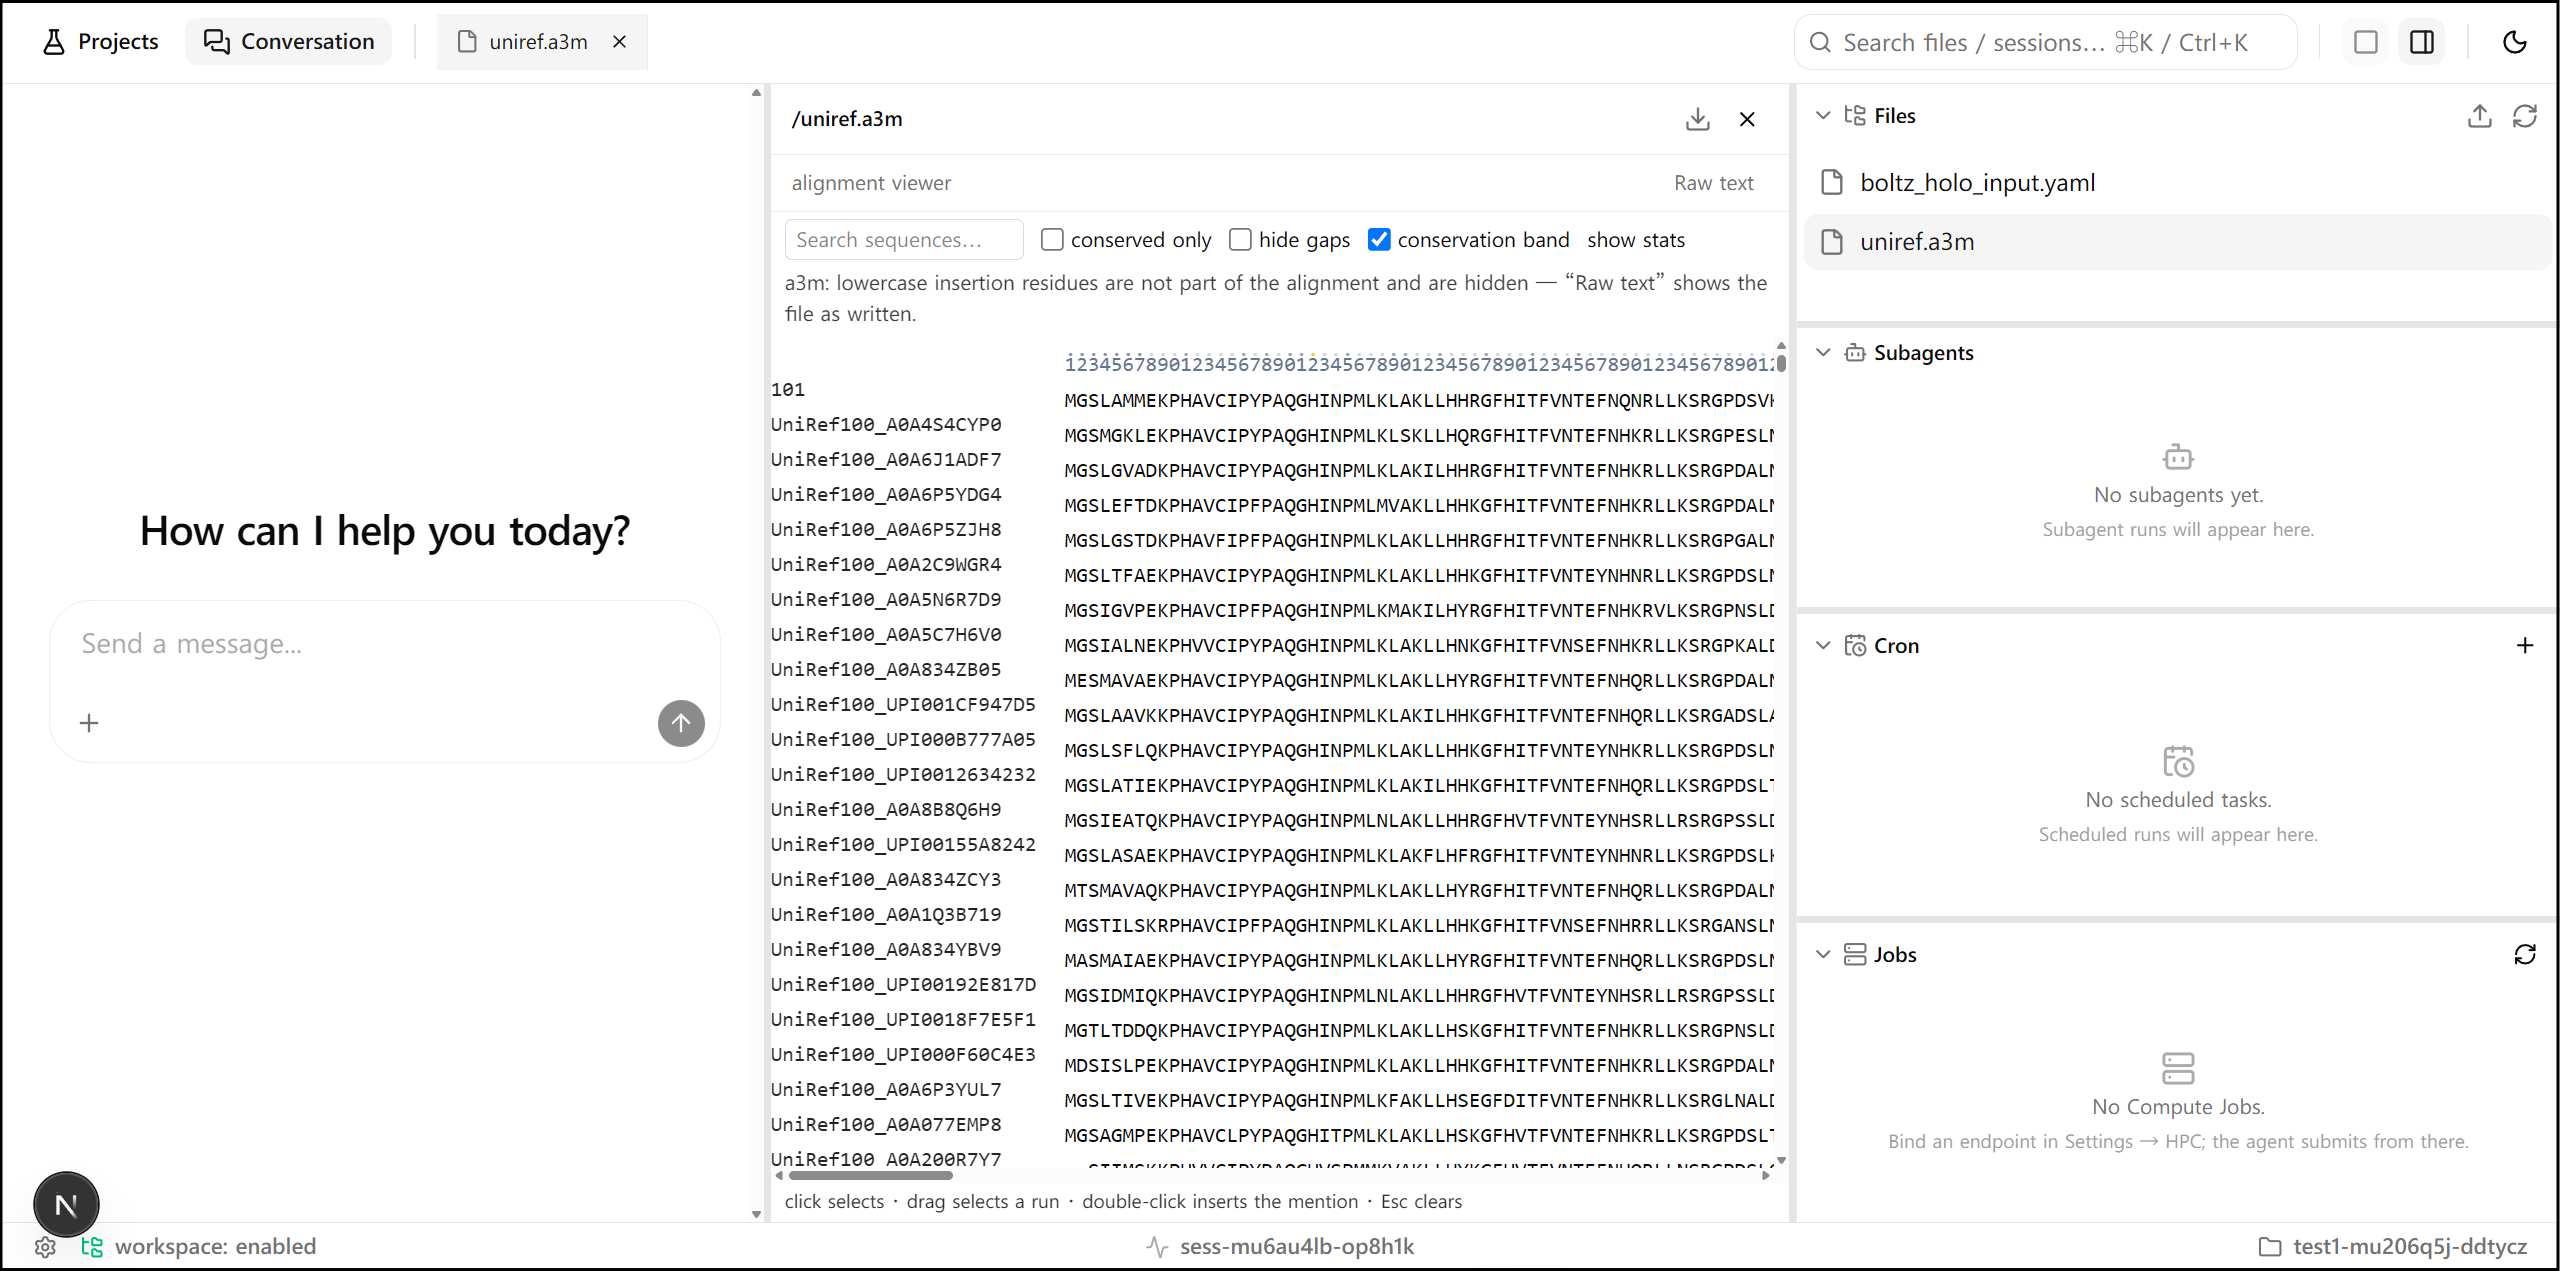 Projects
Conversation
uniref.a3m
Search files / sessions... ⌘K / Ctrl+K
How can I help you today?
Send a message...
/uniref.a3m
alignment viewer
Raw text
Search sequences...
conserved only
hide gaps
conservation band
show stats
a3m: lowercase insertion residues are not part of the alignment and are hidden — “Raw text” shows the
file as written.
12345678901234567890123456789012345678901234567890123456789012
101
MGSLAMMEKPHAVCIPYPAQGHINPMLKLAKLLHHRGFHITFVNTEFNQNRLLKSRGPDSV
UniRef100_A0A4S4CYP0
MGSMGKLEKPHAVCIPYPAQGHINPMLKLSKLLHQRGFHITFVNTEFNHKRLLKSRGPESL
UniRef100_A0A6J1ADF7
MGSLGVADKPHAVCIPYPAQGHINPMLKLAKILHHRGFHITFVNTEFNHKRLLKSRGPDAL
UniRef100_A0A6P5YDG4
MGSLEFTDKPHAVCIPFPAQGHINPMLMVAKLLHHKGFHITFVNTEFNHKRLLKSRGPDAL
UniRef100_A0A6P5ZJH8
MGSLGSTDKPHAVFIPFPAQGHINPMLKLAKLLHHRGFHITFVNTEFNHKRLLKSRGPGAL
UniRef100_A0A2C9WGR4
MGSLTFAEKPHAVCIPYPAQGHINPMLKLAKLLHHKGFHITFVNTEYNHNRLLKSRGPDSL
UniRef100_A0A5N6R7D9
MGSIGVPEKPHAVCIPFPAQGHINPMLKMAKILHYRGFHITFVNTEFNHKRVLKSRGPNSL
UniRef100_A0A5C7H6V0
MGSIALNEKPHVVCIPYPAQGHINPMLKLAKLLHNKGFHITFVNSEFNHKRLLKSRGPKAL
UniRef100_A0A834ZB05
MESMAVAEKPHAVCIPYPAQGHINPMLKLAKLLHYRGFHITFVNTEFNHQRLLKSRGPDAL
UniRef100_UPI001CF947D5
MGSLAAVKKPHAVCIPYPAQGHINPMLKLAKILHHKGFHITFVNTEFNHQRLLKSRGADSL
UniRef100_UPI000B777A05
MGSLSFLQKPHAVCIPYPAQGHINPMLKLAKLLHHKGFHITFVNTEYNHKRLLKSRGPDSL
UniRef100_UPI0012634232
MGSLATIEKPHAVCIPYPAQGHINPMLKLAKILHHKGFHITFVNTEFNHQRLLKSRGPDSL
UniRef100_A0A8B8Q6H9
MGSIEATQKPHAVCIPYPAQGHINPMLNLAKLLHHRGFHVTFVNTEYNHSRLLRSRGPSSL
UniRef100_UPI00155A8242
MGSLASAEKPHAVCIPYPAQGHINPMLKLAKFLHFRGFHITFVNTEYNHNRLLKSRGPDSL
UniRef100_A0A834ZCY3
MTSMAVAQKPHAVCIPYPAQGHINPMLKLAKLLHYRGFHITFVNTEFNHQRLLKSRGPDAL
UniRef100_A0A1Q3B719
MGSTILSKRPHAVCIPFPAQGHINPMLKLAKLLHHKGFHITFVNSEFNHRRLLKSRGANSL
UniRef100_A0A834YBV9
MASMAIAEKPHAVCIPYPAQGHINPMLKLAKLLHYRGFHITFVNTEFNHQRLLKSRGPDSL
UniRef100_UPI00192E817D
MGSIDMIQKPHAVCIPYPAQGHINPMLNLAKLLHHRGFHVTFVNTEYNHSRLLRSRGPSSL
UniRef100_UPI0018F7E5F1
MGTLTDDQKPHAVCIPYPAQGHINPMLKLAKLLHSKGFHITFVNTEFNHKRLLKSRGPNSL
UniRef100_UPI000F60C4E3
MDSISLPEKPHAVCIPYPAQGHINPMLKLAKLLHHKGFHITFVNTEFNHKRLLKSRGPDAL
UniRef100_A0A6P3YUL7
MGSLTIVEKPHAVCIPYPAQGHINPMLKFAKLLHSEGFDITFVNTEFNHKRLLKSRGLNAL
UniRef100_A0A077EMP8
MGSAGMPEKPHAVCLPYPAQGHITPMLKLAKLLHSKGFHVTFVNTEFNHKRLLKSRGPDSL
UniRef100_A0A200R7Y7
click selects · drag selects a run · double-click inserts the mention · Esc clears
Files
boltz_holo_input.yaml
uniref.a3m
Subagents
No subagents yet.
Subagent runs will appear here.
Cron
No scheduled tasks.
Scheduled runs will appear here.
Jobs
No Compute Jobs.
Bind an endpoint in Settings → HPC; the agent submits from there.
N
workspace: enabled
sess-mu6au4lb-op8h1k
test1-mu206q5j-ddtycz